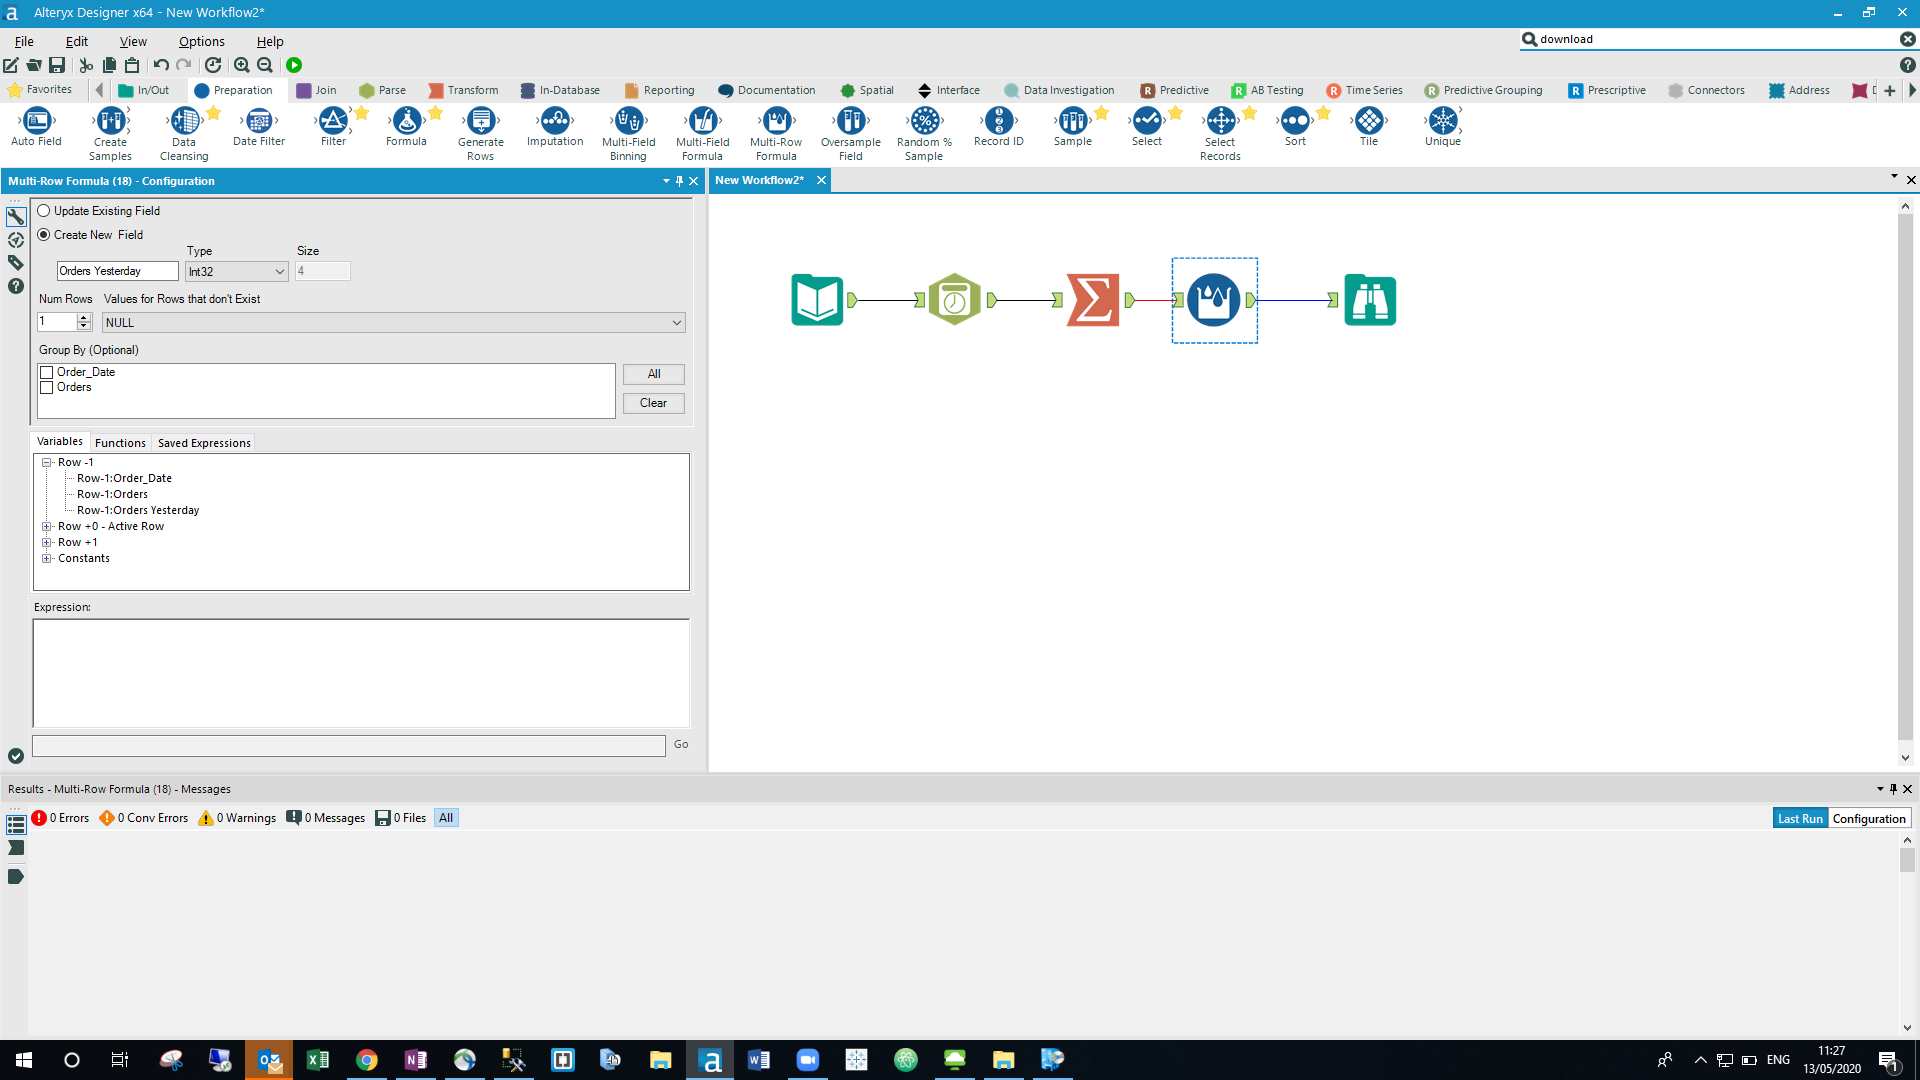 Alteryx Designer x64 - New Workflow2*
File Edit View Options Help
download
Favorites In/Out Preparation Join Parse Transform In-Database Reporting Documentation Spatial Interface Data Investigation Predictive AB Testing Time Series Predictive Grouping Prescriptive Connectors Address
Auto Field Create Samples Data Cleansing Date Filter Filter Formula Generate Rows Imputation Multi-Field Binning Multi-Field Formula Multi-Row Formula Oversample Field Random % Sample Record ID Sample Select Select Records Sort Tile Unique
Multi-Row Formula (18) - Configuration
New Workflow2*
Update Existing Field
Create New Field
Type Size
Orders Yesterday Int32 4
Num Rows Values for Rows that don't Exist
1 NULL
Group By (Optional)
Order_Date
Orders
All
Clear
Variables Functions Saved Expressions
Row -1
Row-1:Order_Date
Row-1:Orders
Row-1:Orders Yesterday
Row +0 - Active Row
Row +1
Constants
Expression:
Go
Results - Multi-Row Formula (18) - Messages
0 Errors 0 Conv Errors 0 Warnings 0 Messages 0 Files All
Last Run Configuration
ENG
11:27
13/05/2020
1